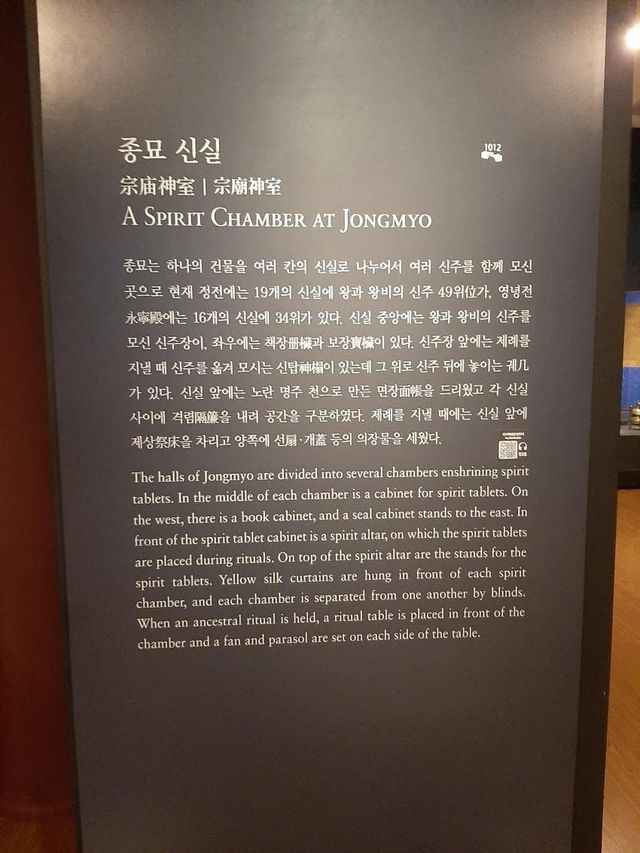 종묘 신실
1012
宗庙神室 | 宗廟神室
A SPIRIT CHAMBER AT JONGMYO
종묘는 하나의 건물을 여러 칸의 신실로 나누어서 여러 신주를 함께 모신
곳으로 현재 정전에는 19개의 신실에 왕과 왕비의 신주 49위位가, 영녕전
永寧殿에는 16개의 신실에 34위가 있다. 신실 중앙에는 왕과 왕비의 신주를
모신 신주장이, 좌우에는 책장册欌과 보장寶欌이 있다. 신주장 앞에는 제례를
지낼 때 신주를 옮겨 모시는 신탑神榻이 있는데 그 위로 신주 뒤에 놓이는 궤几
가 있다. 신실 앞에는 노란 명주 천으로 만든 면장面帳을 드리웠고 각 신실
사이에 격렴隔簾을 내려 공간을 구분하였다. 제례를 지낼 때에는 신실 앞에
제상祭床을 차리고 양쪽에 선扇·개蓋 등의 의장물을 세웠다.
The halls of Jongmyo are divided into several chambers enshrining spirit
tablets. In the middle of each chamber is a cabinet for spirit tablets. On
the west, there is a book cabinet, and a seal cabinet stands to the east. In
front of the spirit tablet cabinet is a spirit altar, on which the spirit tablets
are placed during rituals. On top of the spirit altar are the stands for the
spirit tablets. Yellow silk curtains are hung in front of each spirit
chamber, and each chamber is separated from one another by blinds.
When an ancestral ritual is held, a ritual table is placed in front of the
chamber and a fan and parasol are set on each side of the table.